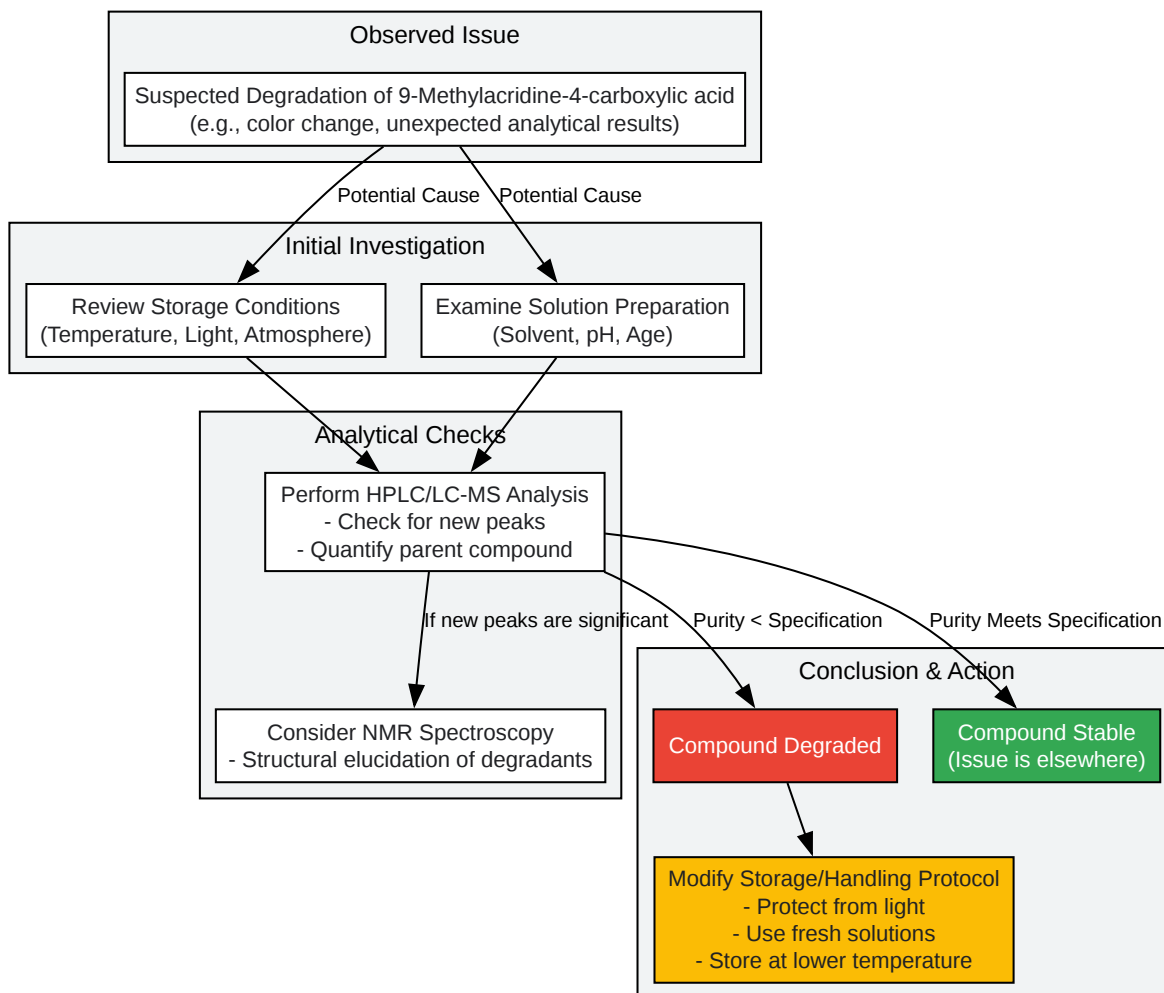 Observed Issue
Suspected Degradation of 9-Methylacridine-4-carboxylic acid
(e.g., color change, unexpected analytical results)
Potential Cause
Potential Cause
Initial Investigation
Review Storage Conditions
(Temperature, Light, Atmosphere)
Examine Solution Preparation
(Solvent, pH, Age)
Analytical Checks
Perform HPLC/LC-MS Analysis
- Check for new peaks
- Quantify parent compound
If new peaks are significant
Purity < Specification
Purity Meets Specification
Consider NMR Spectroscopy
- Structural elucidation of degradants
Conclusion & Action
Compound Degraded
Compound Stable
(Issue is elsewhere)
Modify Storage/Handling Protocol
- Protect from light
- Use fresh solutions
- Store at lower temperature